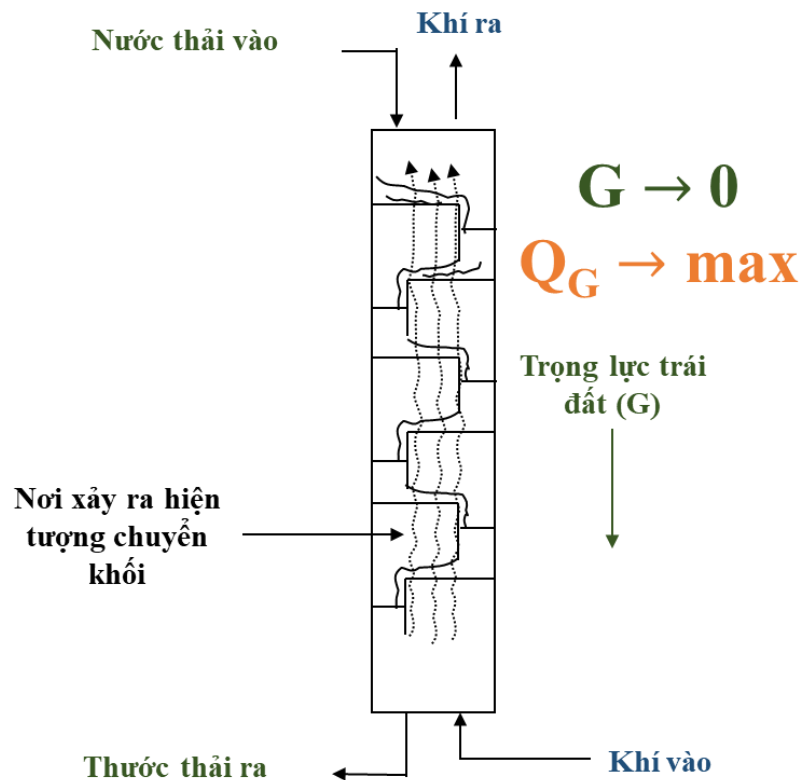 Khí ra
Nước thải vào
G → 0
Q_G → max
Trọng lực trái
đất (G)
Nơi xảy ra hiện
tượng chuyển
khối
Thước thải ra
Khí vào